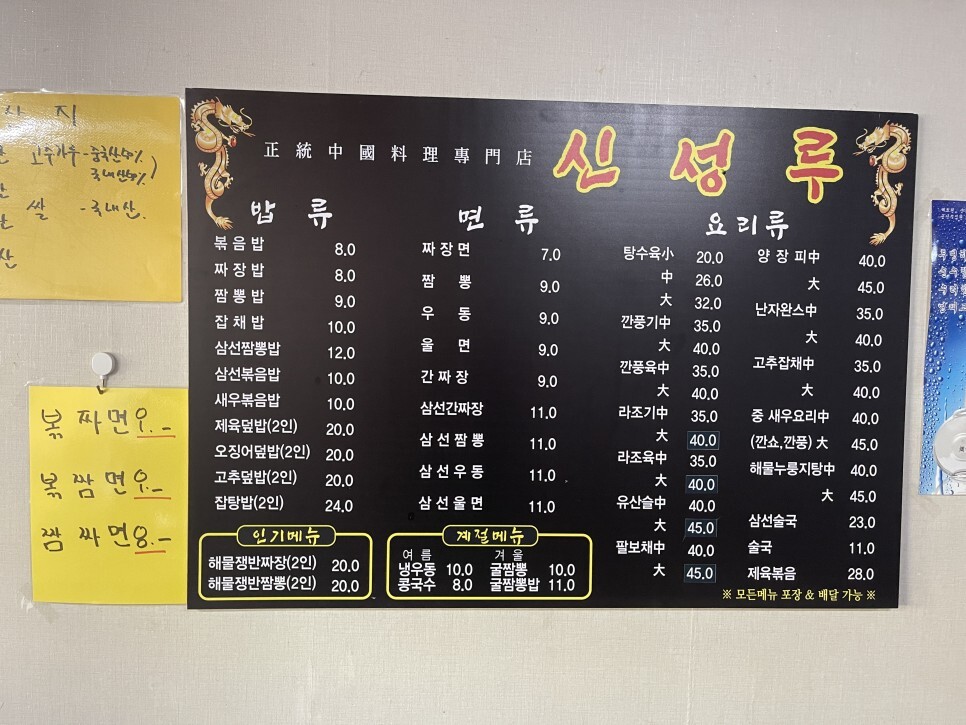 正統中國料理專門店
신성루
밥류
볶음밥 8.0
짜장밥 8.0
짬뽕밥 9.0
잡채밥 10.0
삼선짬뽕밥 12.0
삼선볶음밥 10.0
새우볶음밥 10.0
제육덮밥(2인) 20.0
오징어덮밥(2인) 20.0
고추덮밥(2인) 20.0
잡탕밥(2인) 24.0
면류
짜장면 7.0
짬뽕 9.0
우동 9.0
울면 9.0
간짜장 9.0
삼선간짜장 11.0
삼선짬뽕 11.0
삼선우동 11.0
삼선울면 11.0
요리류
탕수육小 20.0
中 26.0
大 32.0
깐풍기中 35.0
大 40.0
깐풍육中 35.0
大 40.0
라조기中 35.0
大 40.0
라조육中 35.0
大 40.0
유산슬中 40.0
大 45.0
팔보채中 40.0
大 45.0
양장피中 40.0
大 45.0
난자완스中 35.0
大 40.0
고추잡채中 35.0
大 40.0
중새우요리中 40.0
(깐쇼,깐풍)大 45.0
해물누룽지탕中 40.0
大 45.0
삼선술국 23.0
술국 11.0
제육볶음 28.0
인기메뉴
해물쟁반짜장(2인) 20.0
해물쟁반짬뽕(2인) 20.0
계절메뉴
여름 겨울
냉우동 10.0 굴짬뽕 10.0
콩국수 8.0 굴짬뽕밥 11.0
※ 모든메뉴 포장 & 배달 가능 ※
지
고추가루-중국산
국내산
쌀 -국내산.
산
볶짜면
볶짬면
짬짜면